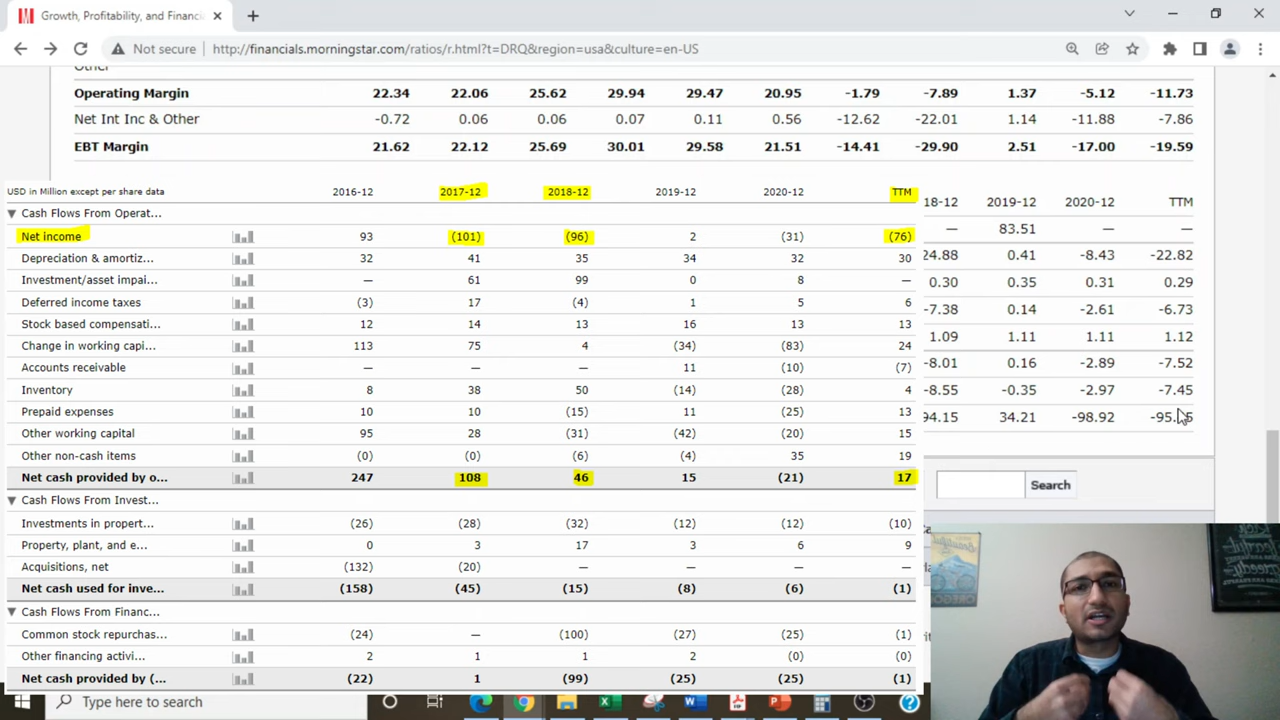 Growth, Profitability, and Financi
Not secure http://financials.morningstar.com/ratios/r.html?t=DRQ&region=usa&culture=en-US
Other
Operating Margin 22.34 22.06 25.62 29.94 29.47 20.95 -1.79 -7.89 1.37 -5.12 -11.73
Net Int Inc & Other -0.72 0.06 0.06 0.07 0.11 0.56 -12.62 -22.01 1.14 -11.88 -7.86
EBT Margin 21.62 22.12 25.69 30.01 29.58 21.51 -14.41 -29.90 2.51 -17.00 -19.59
USD in Million except per share data 2016-12 2017-12 2018-12 2019-12 2020-12 TTM
18-12 2019-12 2020-12 TTM
Cash Flows From Operat...
— 83.51 — —
Net income 93 (101) (96) 2 (31) (76)
Depreciation & amortiz... 32 41 35 34 32 30
24.88 0.41 -8.43 -22.82
Investment/asset impai... — 61 99 0 8 —
0.30 0.35 0.31 0.29
Deferred income taxes (3) 17 (4) 1 5 6
-7.38 0.14 -2.61 -6.73
Stock based compensati... 12 14 13 16 13 13
1.09 1.11 1.11 1.12
Change in working capi... 113 75 4 (34) (83) 24
Accounts receivable — — — 11 (10) (7)
-8.01 0.16 -2.89 -7.52
Inventory 8 38 50 (14) (28) 4
-8.55 -0.35 -2.97 -7.45
Prepaid expenses 10 10 (15) 11 (25) 13
94.15 34.21 -98.92
Other working capital 95 28 (31) (42) (20) 15
Other non-cash items (0) (0) (6) (4) 35 19
Net cash provided by o... 247 108 46 15 (21) 17
Search
Cash Flows From Invest...
Investments in propert... (26) (28) (32) (12) (12) (10)
Property, plant, and e... 0 3 17 3 6 9
Acquisitions, net (132) (20) — — — —
Net cash used for inve... (158) (45) (15) (8) (6) (1)
Cash Flows From Financ...
Common stock repurchas... (24) — (100) (27) (25) (1)
Other financing activi... 2 1 1 2 (0) (0)
Net cash provided by (... (22) 1 (99) (25) (25) (1)
Beautiful
OREGON
Type here to search